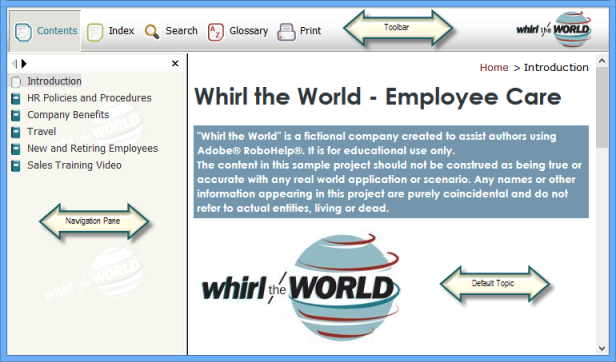 Contents Index Search Glossary Print Toolbar whirl the WORLD
Home > Introduction
Introduction
HR Policies and Procedures
Company Benefits
Travel
New and Retiring Employees
Sales Training Video
Navigation Pane
Whirl the World - Employee Care
"Whirl the World" is a fictional company created to assist authors using
Adobe® RoboHelp®. It is for educational use only.
The content in this sample project should not be construed as being true or
accurate with any real world application or scenario. Any names or other
information appearing in this project are purely coincidental and do not
refer to actual entities, living or dead.
whirl the WORLD
Default Topic